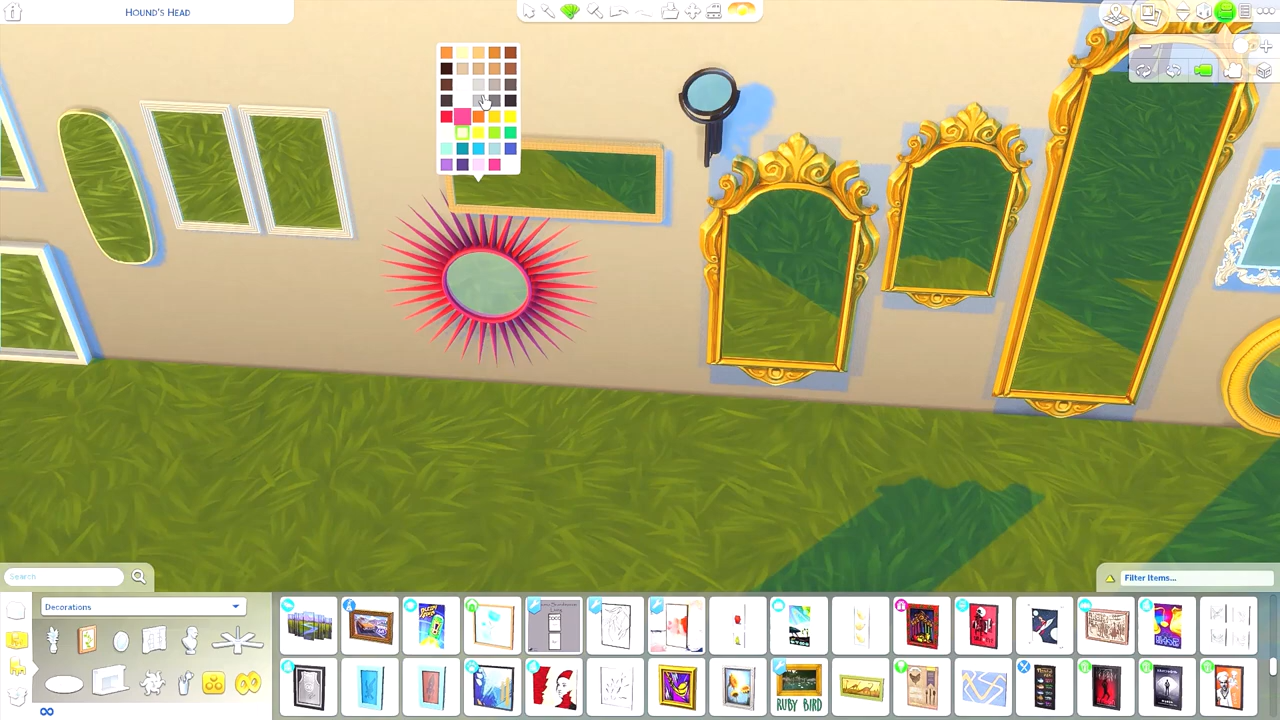 HOUND'S HEAD
Search
Filter Items...
Decorations
RUBY BIRD